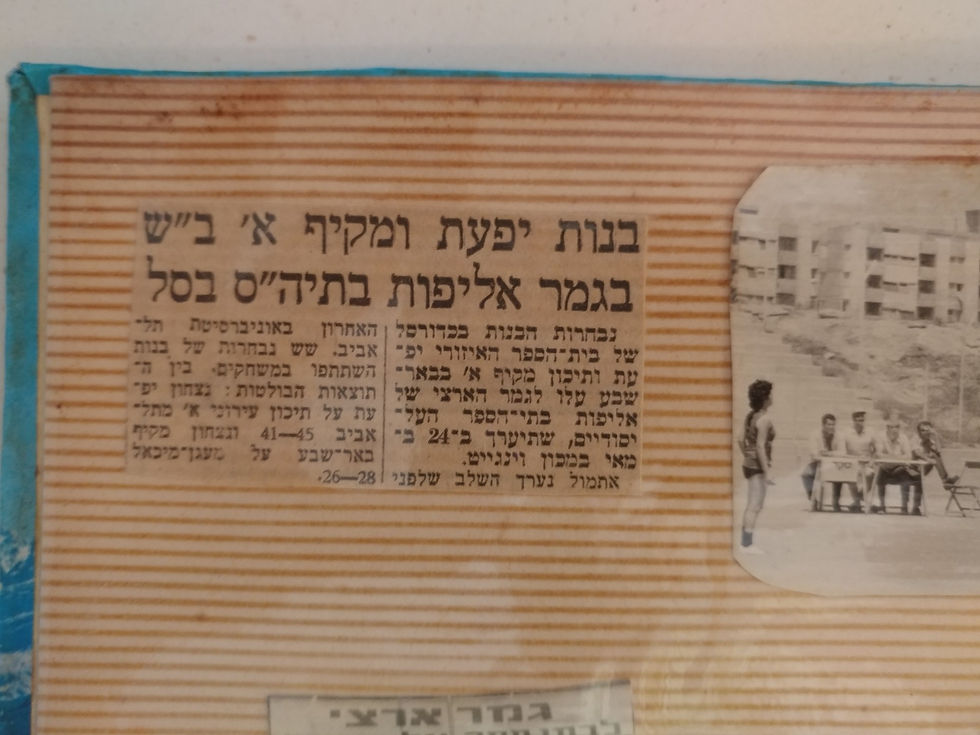 בנות יפעת ומקיף א׳ ב״ש
בגמר אליפות בתיה״ס בסל
נבחרות הבנות בכדורסל
של בית־הספר האיזורי יפ־
עת ותיכון מקיף א׳ בבאר־
שבע עלו לגמר הארצי של
אליפות בתי־הספר העל־
יסודיים, שתיערך ב־24 ב־
מאי במכון וינגייט.
אתמול נערך השלב שלפני
האחרון באוניברסיטת תל־
אביב. שש נבחרות של בנות
השתתפו במשחקים. בין ה־
תוצאות הבולטות: נצחון יפ־
עת על תיכון עירוני א׳ מתל־
אביב 45—41 ונצחון מקיף
באר־שבע על מעגן־מיכאל
28—26.
גמר ארצי